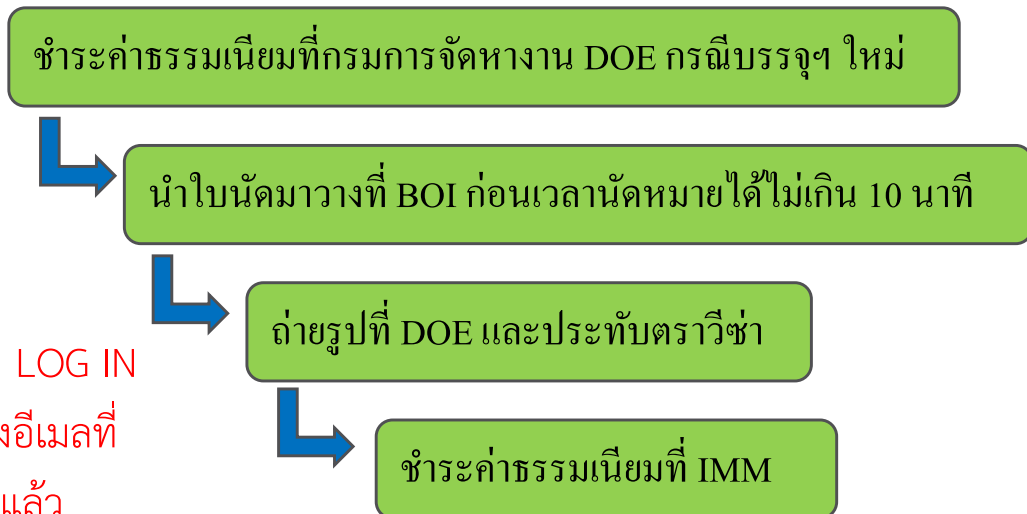 ชำระค่าธรรมเนียมที่กรมการจัดหางาน DOE กรณีบรรจุฯ ใหม่
นำใบนัดมาวางที่ BOI ก่อนเวลานัดหมายได้ไม่เกิน 10 นาที
ถ่ายรูปที่ DOE และประทับตราวีซ่า
LOG IN
อีเมลที่
ชำระค่าธรรมเนียมที่ IMM
แล้ว